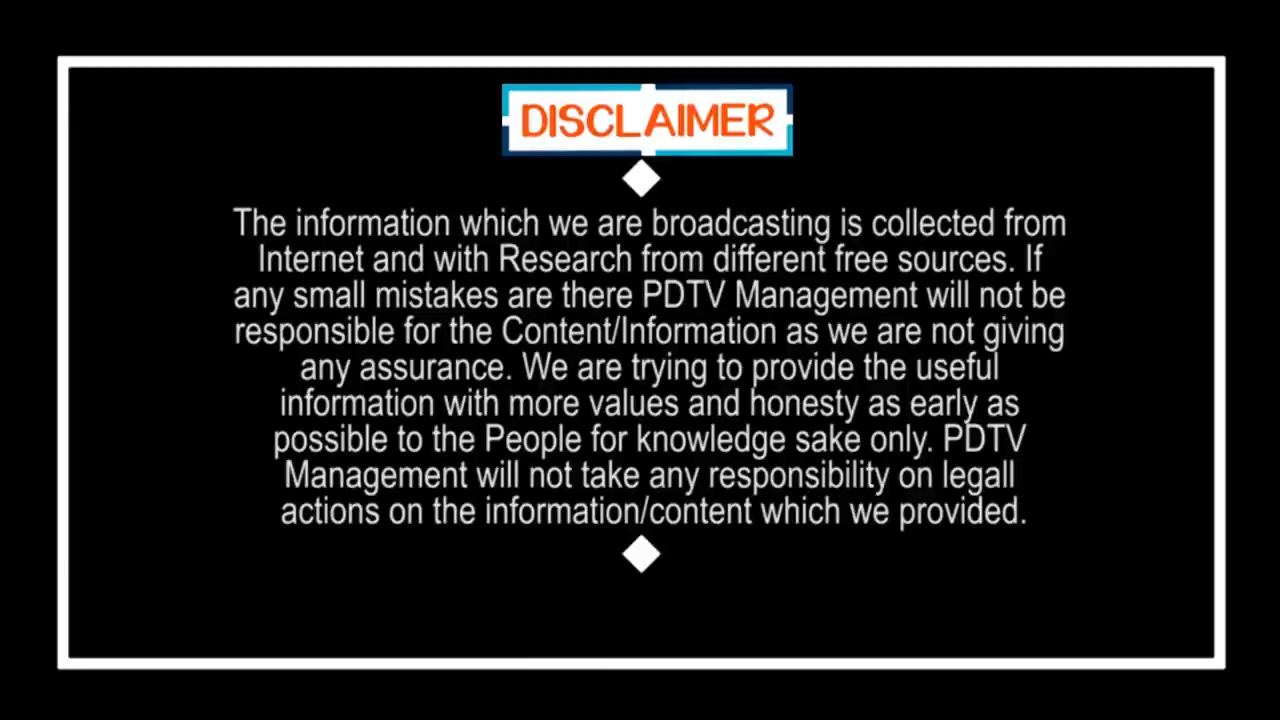 DISCLAIMER
The information which we are broadcasting is collected from
Internet and with Research from different free sources. If
any small mistakes are there PDTV Management will not be
responsible for the Content/Information as we are not giving
any assurance. We are trying to provide the useful
information with more values and honesty as early as
possible to the People for knowledge sake only. PDTV
Management will not take any responsibility on legall
actions on the information/content which we provided.